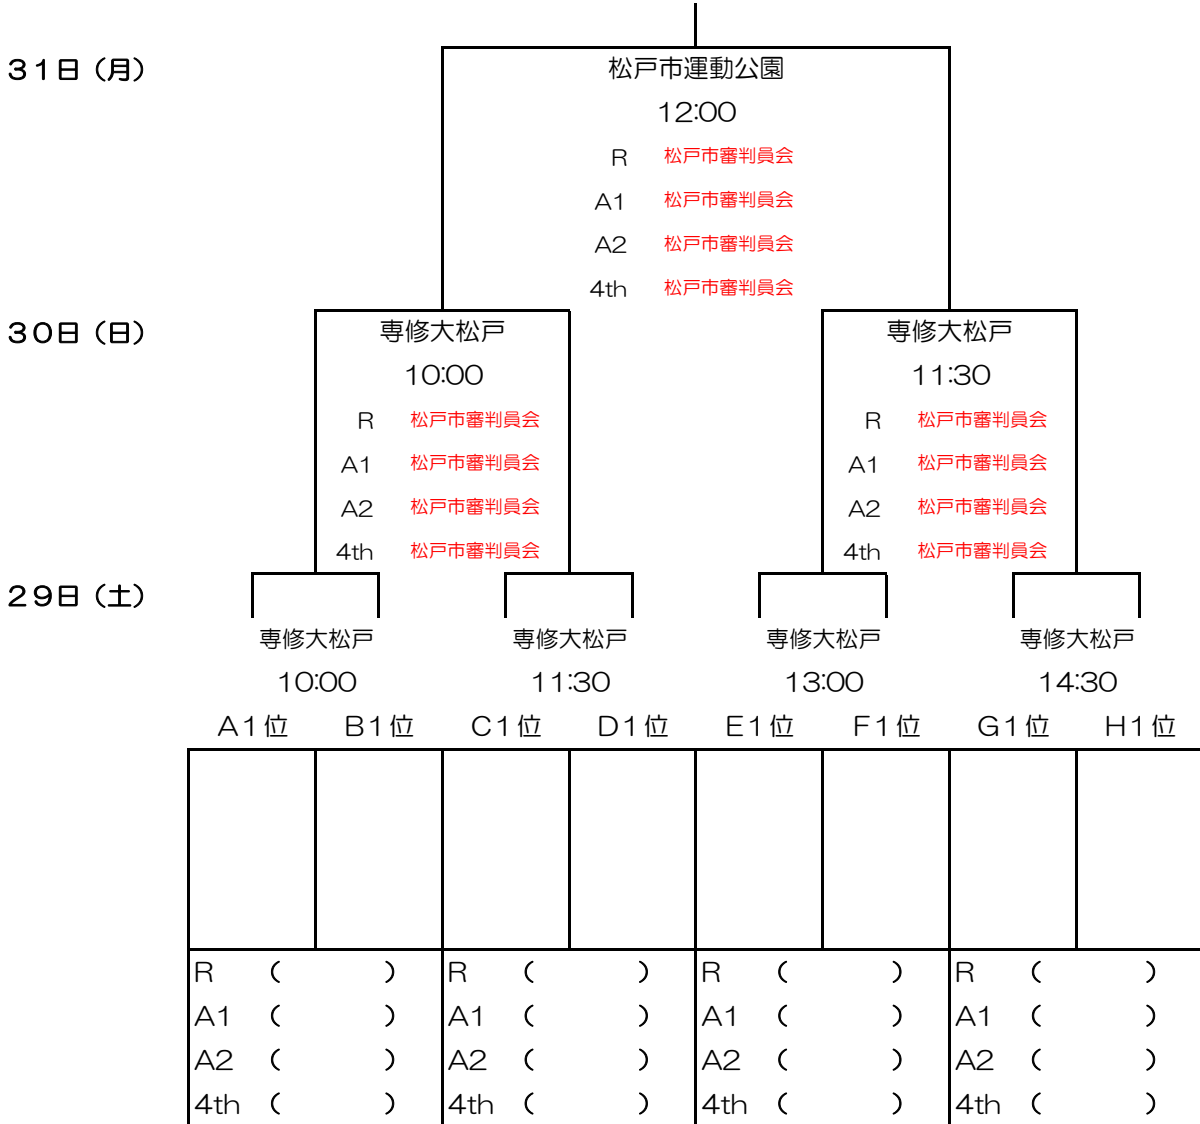 ３１日（月）
松戸市運動公園
12:00
R 松戸市審判員会
A1 松戸市審判員会
A2 松戸市審判員会
4th 松戸市審判員会
３０日（日）
専修大松戸 専修大松戸
10:00 11:30
R 松戸市審判員会 R 松戸市審判員会
A1 松戸市審判員会 A1 松戸市審判員会
A2 松戸市審判員会 A2 松戸市審判員会
4th 松戸市審判員会 4th 松戸市審判員会
２９日（土）
専修大松戸 専修大松戸 専修大松戸 専修大松戸
10:00 11:30 13:00 14:30
A１位 B１位 C１位 D１位 E１位 F１位 G１位 H１位
R （ ） R （ ） R （ ） R （ ）
A1 （ ） A1 （ ） A1 （ ） A1 （ ）
A2 （ ） A2 （ ） A2 （ ） A2 （ ）
4th （ ） 4th （ ） 4th （ ） 4th （ ）